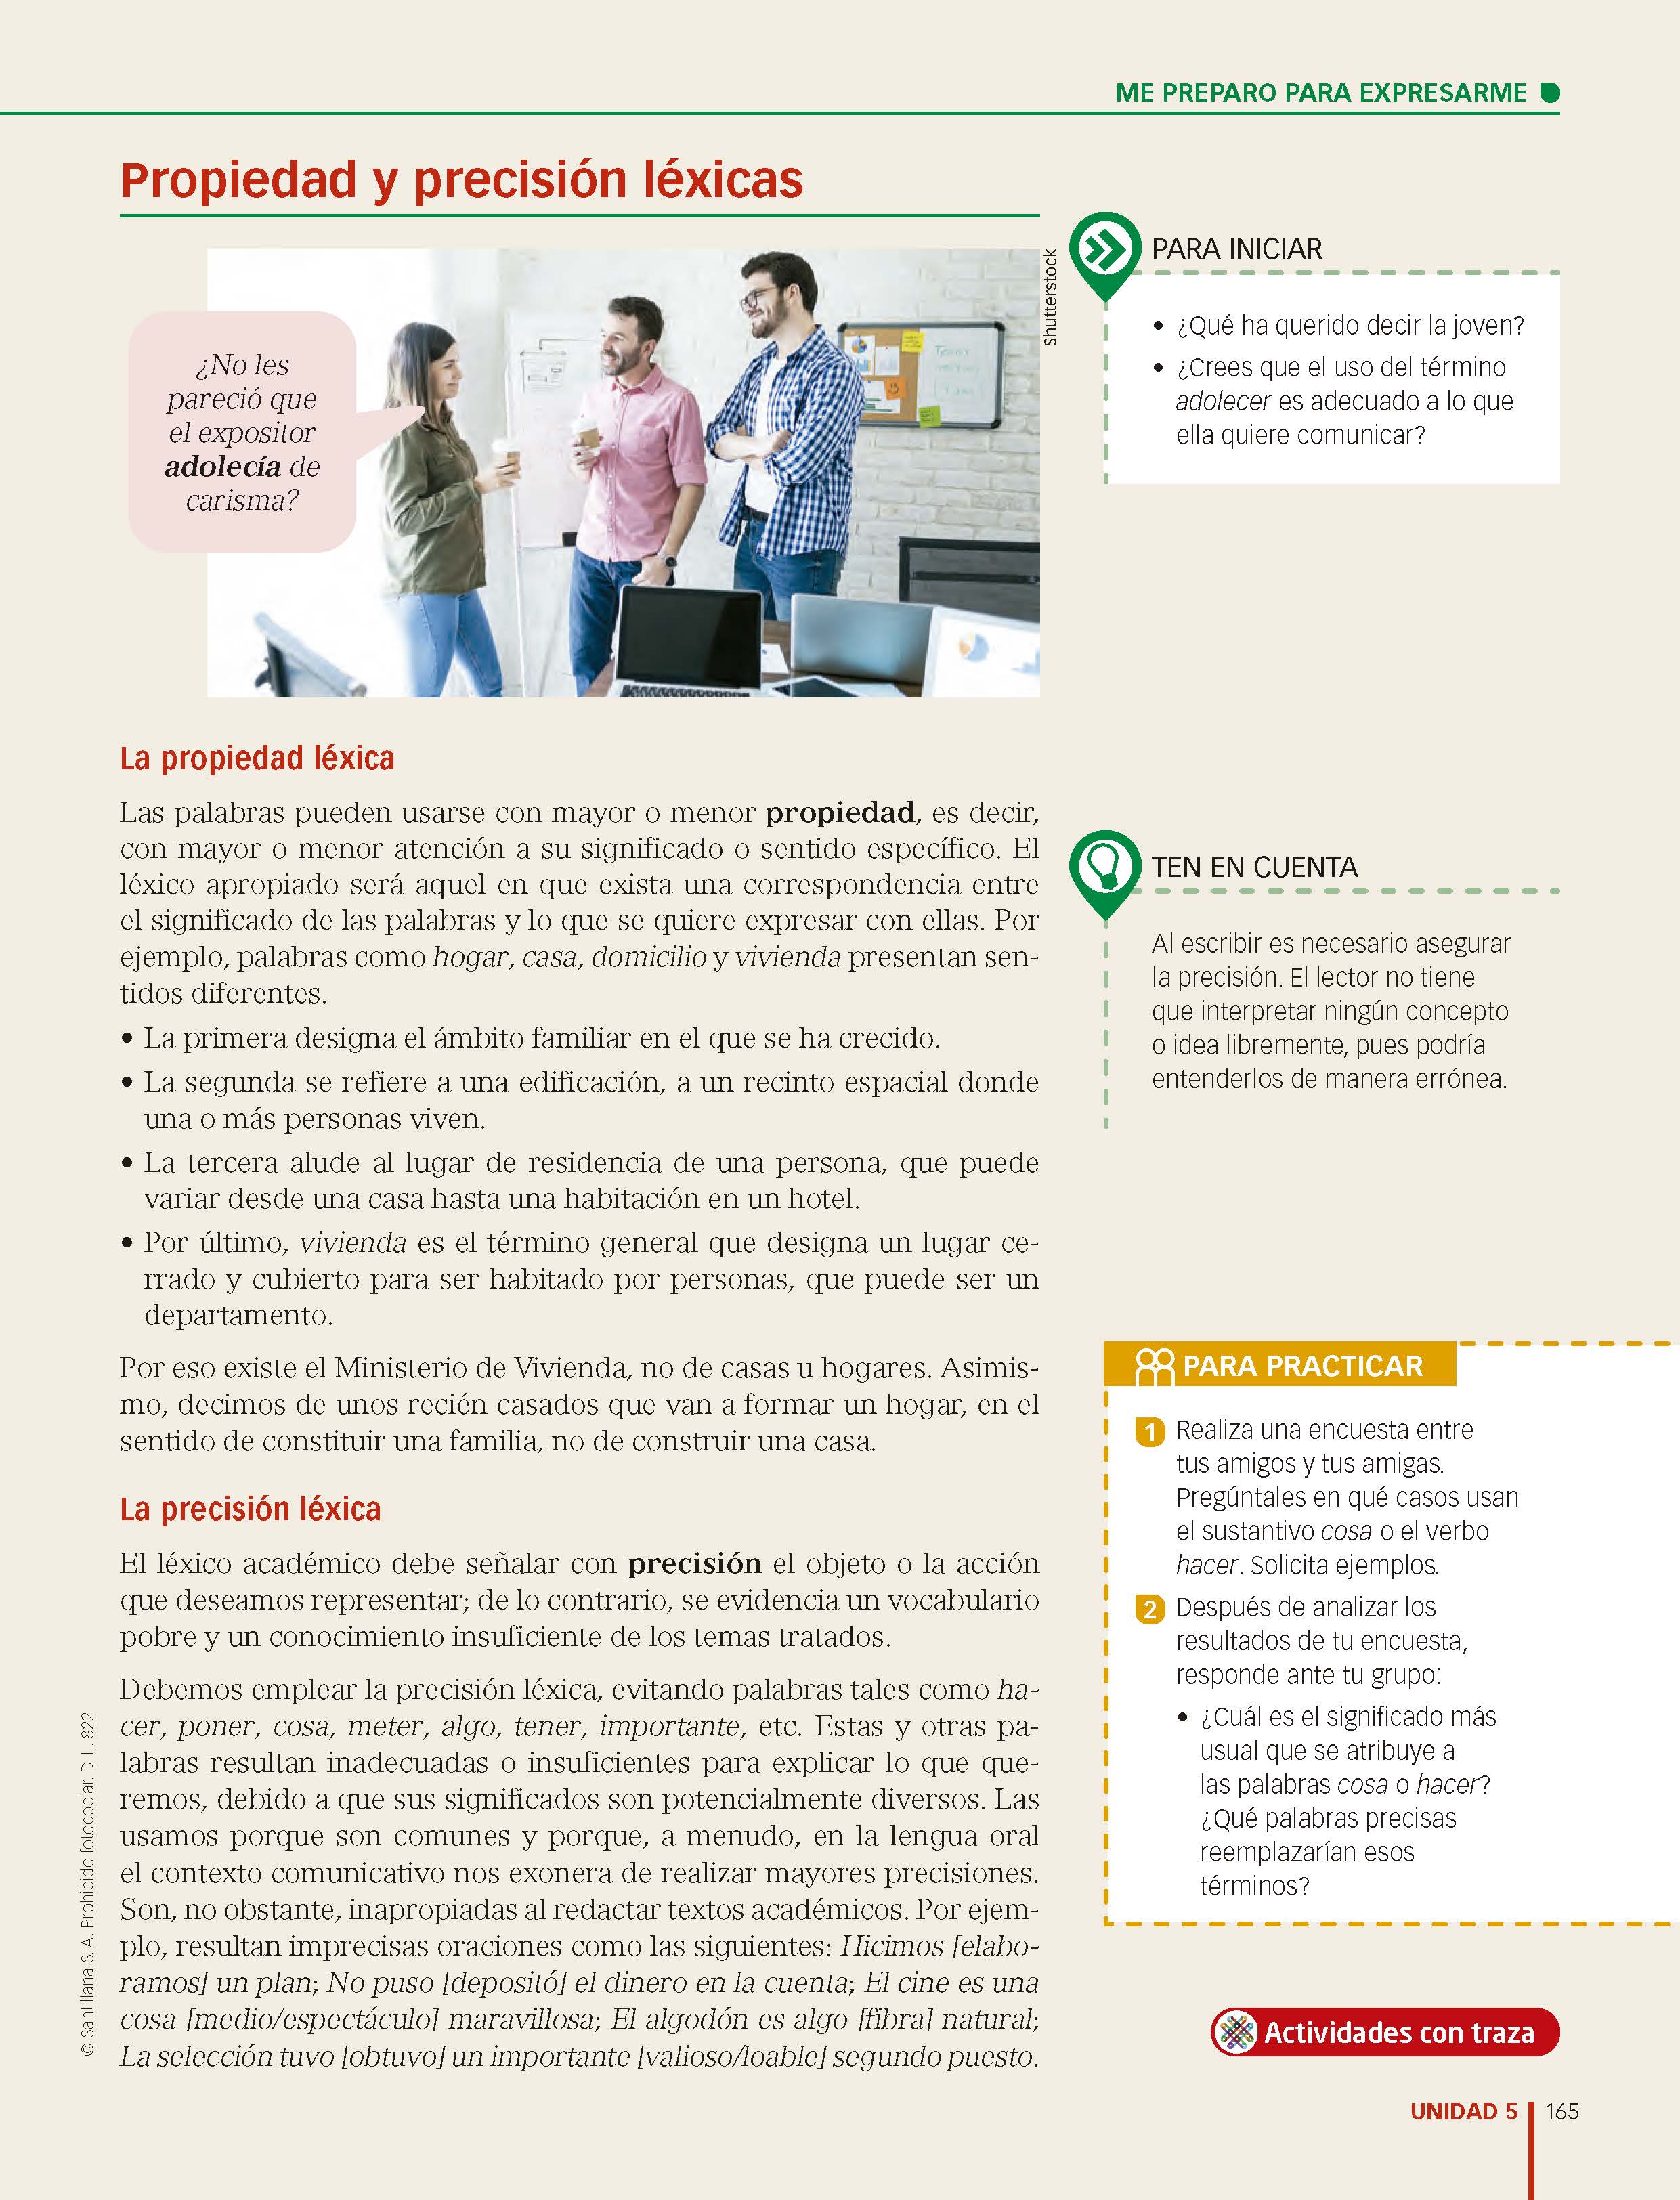 ME PREPARO PARA EXPRESARME
Propiedad y precisión léxicas
Shutterstock
¿No les
pareció que
el expositor
adolecía de
carisma?
PARA INICIAR
• ¿Qué ha querido decir la joven?
• ¿Crees que el uso del término
adolecer es adecuado a lo que
ella quiere comunicar?
La propiedad léxica
Las palabras pueden usarse con mayor o menor propiedad, es decir,
con mayor o menor atención a su significado o sentido específico. El
léxico apropiado será aquel en que exista una correspondencia entre
el significado de las palabras y lo que se quiere expresar con ellas. Por
ejemplo, palabras como hogar, casa, domicilio y vivienda presentan sen-
tidos diferentes.
• La primera designa el ámbito familiar en el que se ha crecido.
• La segunda se refiere a una edificación, a un recinto espacial donde
una o más personas viven.
• La tercera alude al lugar de residencia de una persona, que puede
variar desde una casa hasta una habitación en un hotel.
• Por último, vivienda es el término general que designa un lugar ce-
rrado y cubierto para ser habitado por personas, que puede ser un
departamento.
Por eso existe el Ministerio de Vivienda, no de casas u hogares. Asimis-
mo, decimos de unos recién casados que van a formar un hogar, en el
sentido de constituir una familia, no de construir una casa.
La precisión léxica
El léxico académico debe señalar con precisión el objeto o la acción
que deseamos representar; de lo contrario, se evidencia un vocabulario
pobre y un conocimiento insuficiente de los temas tratados.
Debemos emplear la precisión léxica, evitando palabras tales como ha-
cer, poner, cosa, meter, algo, tener, importante, etc. Estas y otras pa-
labras resultan inadecuadas o insuficientes para explicar lo que que-
remos, debido a que sus significados son potencialmente diversos. Las
usamos porque son comunes y porque, a menudo, en la lengua oral
el contexto comunicativo nos exonera de realizar mayores precisiones.
Son, no obstante, inapropiadas al redactar textos académicos. Por ejem-
plo, resultan imprecisas oraciones como las siguientes: Hicimos [elabo-
ramos] un plan; No puso [depositó] el dinero en la cuenta; El cine es una
cosa [medio/espectáculo] maravillosa; El algodón es algo [fibra] natural;
La selección tuvo [obtuvo] un importante [valioso/loable] segundo puesto.
TEN EN CUENTA
Al escribir es necesario asegurar
la precisión. El lector no tiene
que interpretar ningún concepto
o idea libremente, pues podría
entenderlos de manera errónea.
PARA PRACTICAR
1 Realiza una encuesta entre
tus amigos y tus amigas.
Pregúntales en qué casos usan
el sustantivo cosa o el verbo
hacer. Solicita ejemplos.
2 Después de analizar los
resultados de tu encuesta,
responde ante tu grupo:
• ¿Cuál es el significado más
usual que se atribuye a
las palabras cosa o hacer?
¿Qué palabras precisas
reemplazarían esos
términos?
Actividades con traza
© Santillana S. A. Prohibido fotocopiar. D. L. 822
UNIDAD 5 165